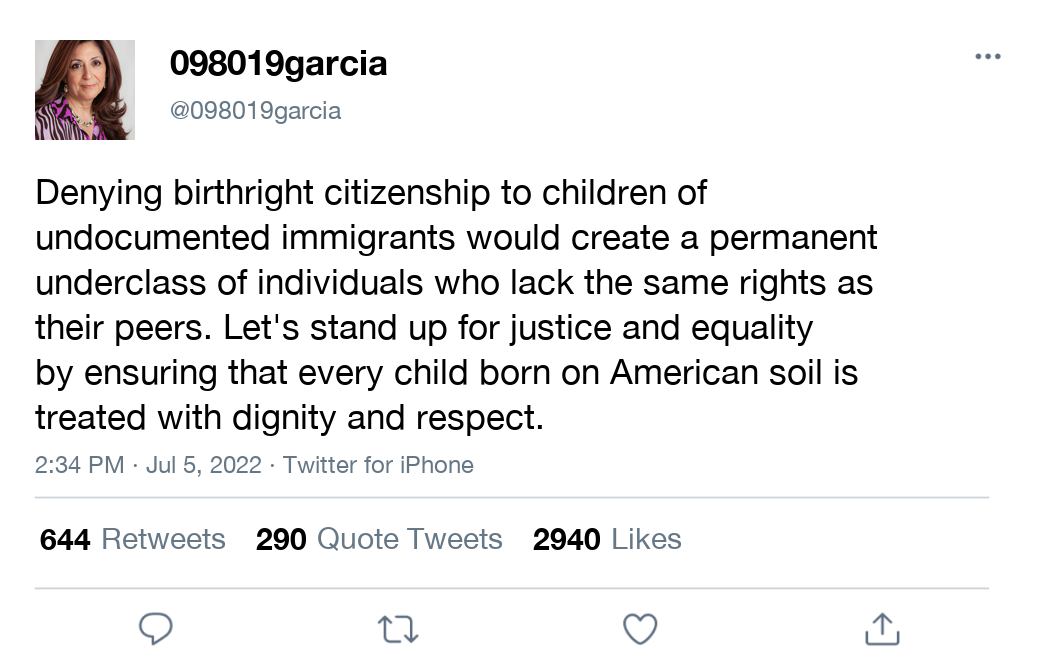 098019garcia
@098019garcia
Denying birthright citizenship to children of
undocumented immigrants would create a permanent
underclass of individuals who lack the same rights as
their peers. Let's stand up for justice and equality
by ensuring that every child born on American soil is
treated with dignity and respect.
2:34 PM · Jul 5, 2022 · Twitter for iPhone
644 Retweets 290 Quote Tweets 2940 Likes